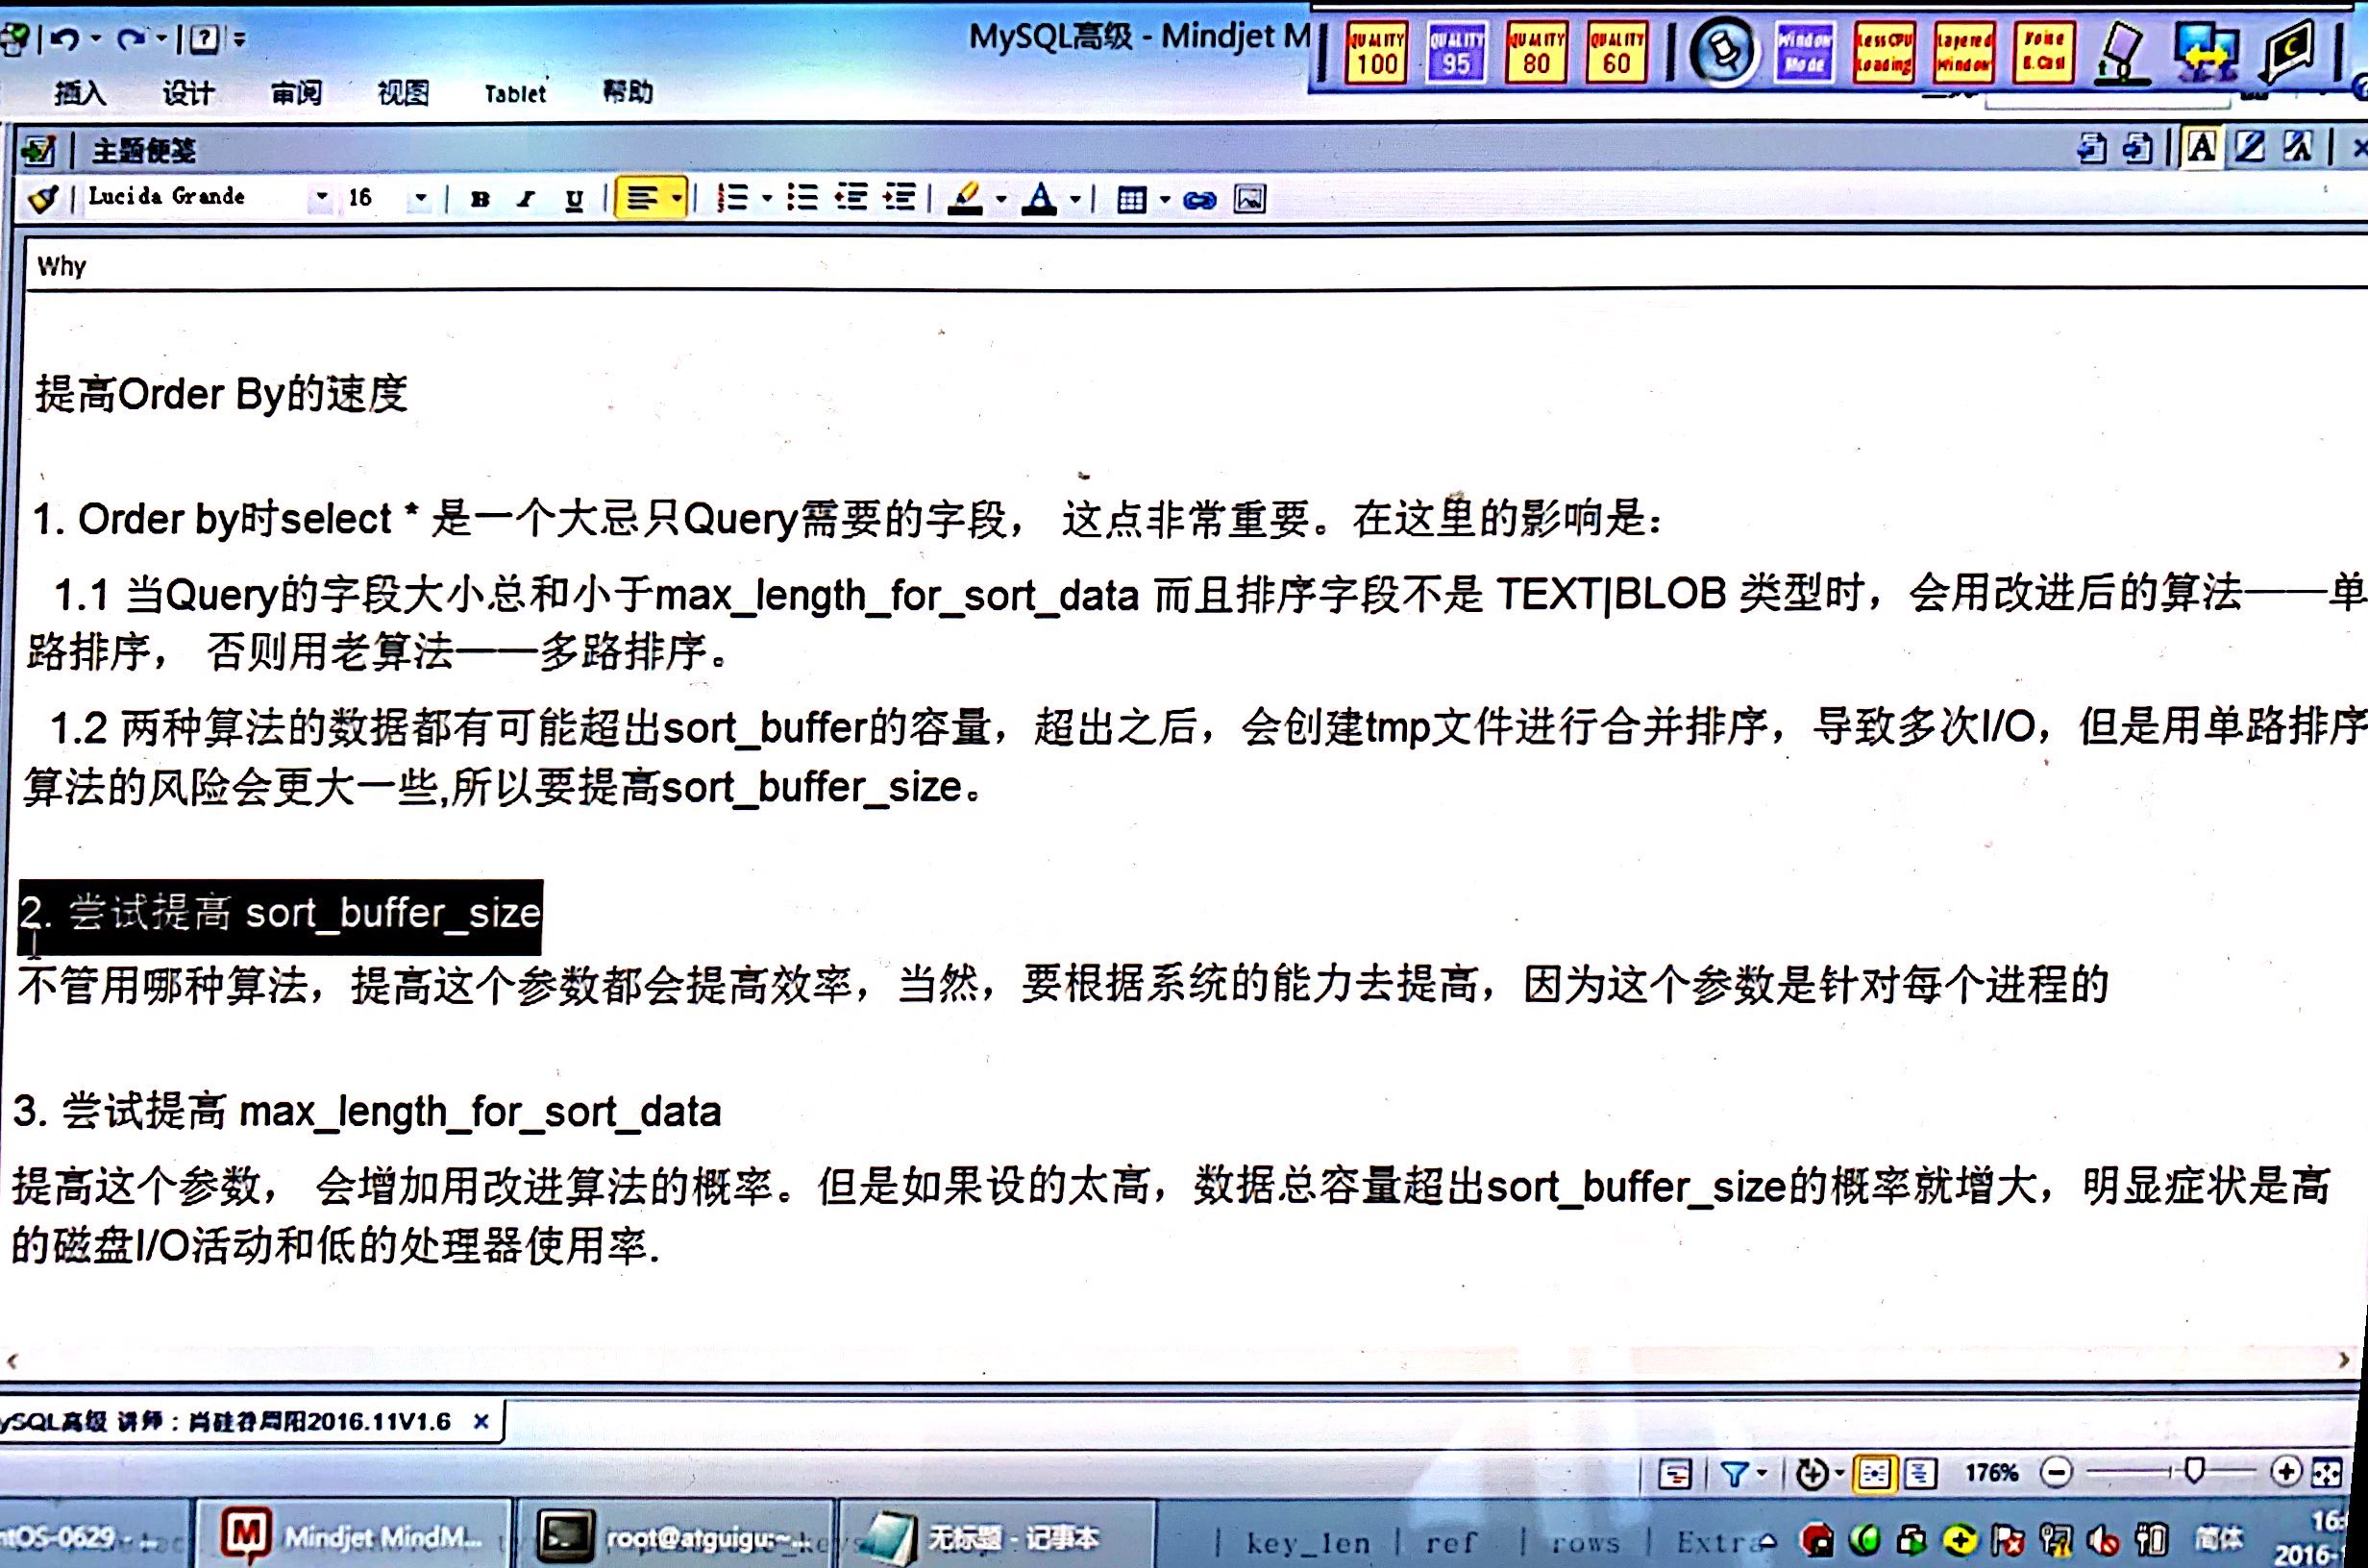 MySQL高级 - Mindjet M
QUALITY 100
QUALITY 95
QUALITY 80
QUALITY 60
Window Mode
Less CPU Loading
Layered Window
插入 设计 审阅 视图 Tablet 帮助
主题便笺
Lucida Grande 16 B I U A
Why
提高Order By的速度
1. Order by时select * 是一个大忌只Query需要的字段， 这点非常重要。在这里的影响是：
1.1 当Query的字段大小总和小于max_length_for_sort_data 而且排序字段不是 TEXT|BLOB 类型时，会用改进后的算法——单
路排序， 否则用老算法——多路排序。
1.2 两种算法的数据都有可能超出sort_buffer的容量，超出之后，会创建tmp文件进行合并排序，导致多次I/O，但是用单路排序
算法的风险会更大一些,所以要提高sort_buffer_size。
2. 尝试提高 sort_buffer_size
不管用哪种算法，提高这个参数都会提高效率，当然，要根据系统的能力去提高，因为这个参数是针对每个进程的
3. 尝试提高 max_length_for_sort_data
提高这个参数， 会增加用改进算法的概率。但是如果设的太高，数据总容量超出sort_buffer_size的概率就增大，明显症状是高
的磁盘I/O活动和低的处理器使用率.
ySQL高级 讲师：尚硅谷周阳2016.11V1.6 ×
176%
ntOS-0629 - Mindjet MindM... root@atguigu:~... 无标题 - 记事本 | key_len | ref | rows | Extra 简体 16:
2016-